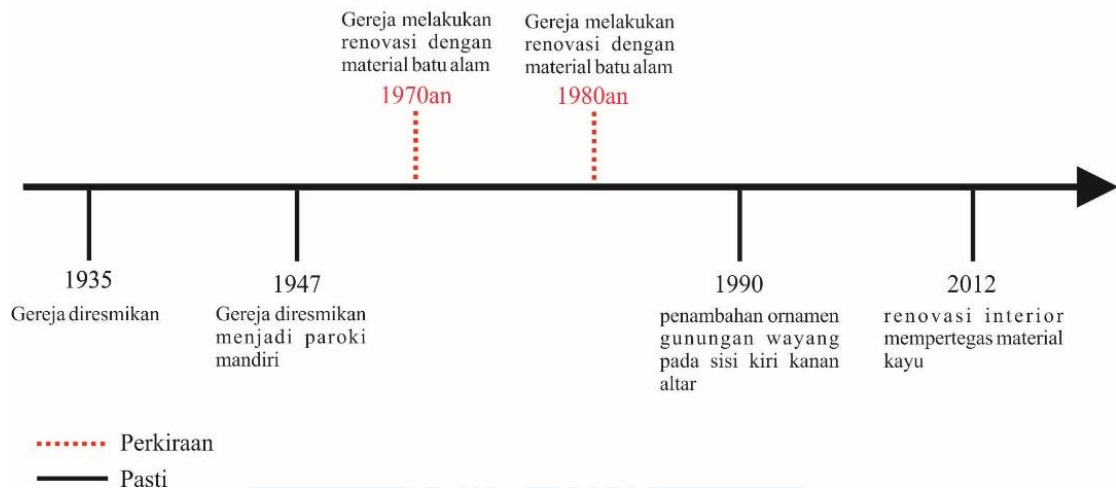 Gereja melakukan
renovasi dengan
material batu alam
1970an
Gereja melakukan
renovasi dengan
material batu alam
1980an
1935
Gereja diresmikan
1947
Gereja diresmikan
menjadi paroki
mandiri
1990
penambahan ornamen
gunungan wayang
pada sisi kiri kanan
altar
2012
renovasi interior
mempertegas material
kayu
Perkiraan
Pasti